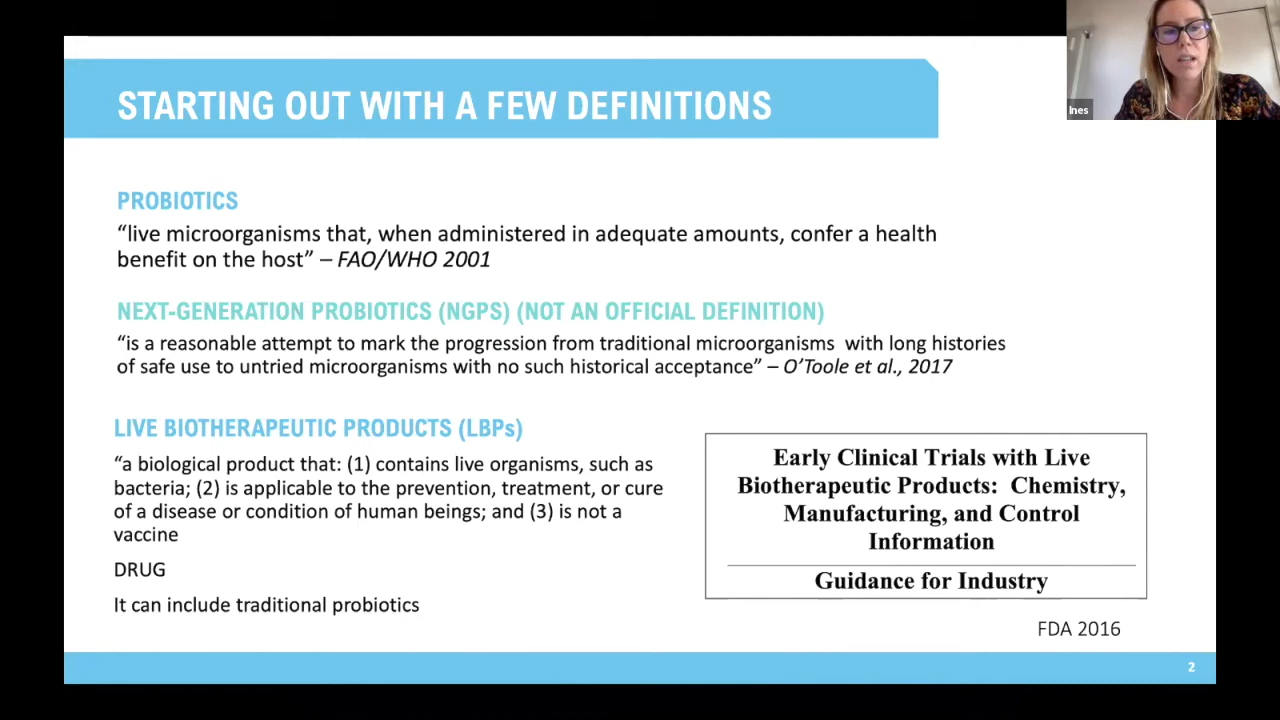 Ines
STARTING OUT WITH A FEW DEFINITIONS
PROBIOTICS
“live microorganisms that, when administered in adequate amounts, confer a health
benefit on the host” – FAO/WHO 2001
NEXT-GENERATION PROBIOTICS (NGPS) (NOT AN OFFICIAL DEFINITION)
“is a reasonable attempt to mark the progression from traditional microorganisms with long histories
of safe use to untried microorganisms with no such historical acceptance” – O’Toole et al., 2017
LIVE BIOTHERAPEUTIC PRODUCTS (LBPs)
“a biological product that: (1) contains live organisms, such as
bacteria; (2) is applicable to the prevention, treatment, or cure
of a disease or condition of human beings; and (3) is not a
vaccine
DRUG
It can include traditional probiotics
Early Clinical Trials with Live
Biotherapeutic Products: Chemistry,
Manufacturing, and Control
Information
Guidance for Industry
FDA 2016
2